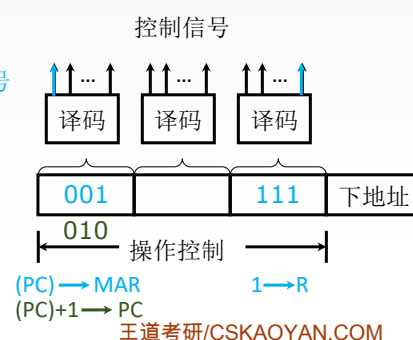 控制信号
号
... ... ...
译码 译码 译码
001 111 下地址
010
操作控制
(PC)→MAR 1→R
(PC)+1→PC
王道考研/CSKAOYAN.COM